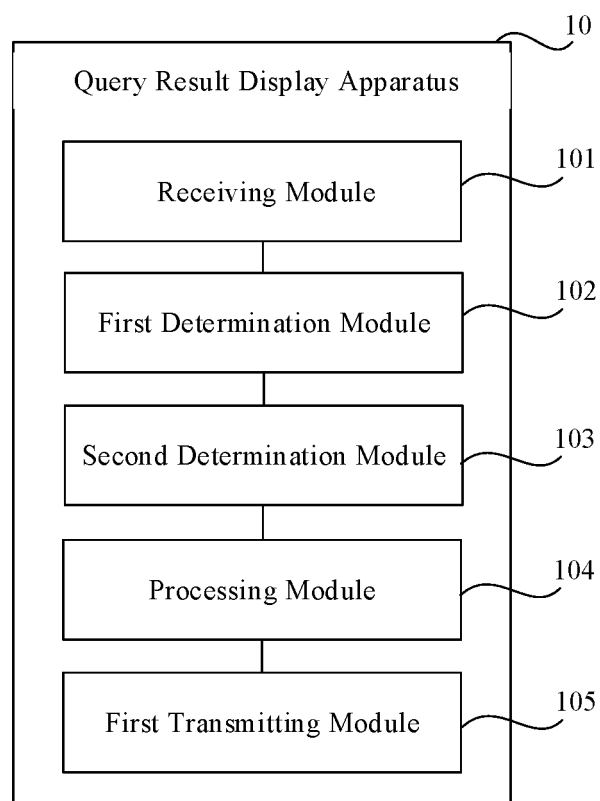 10
Query Result Display Apparatus
101
Receiving Module
102
First Determination Module
103
Second Determination Module
104
Processing Module
105
First Transmitting Module